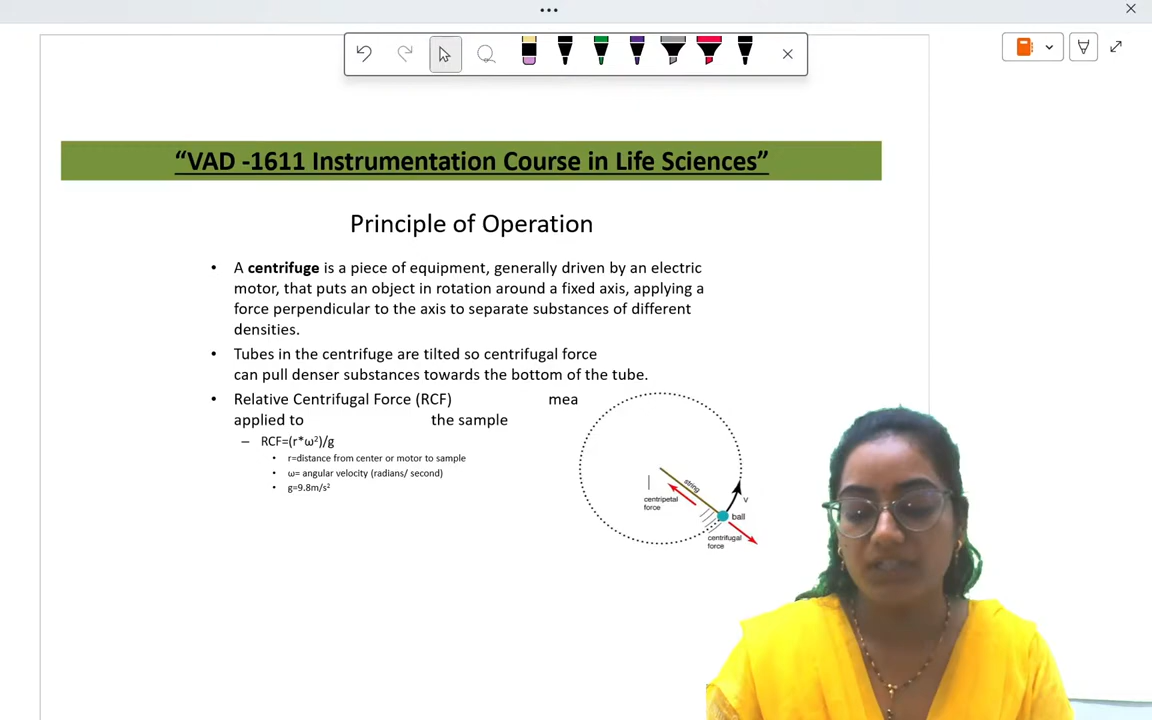 “VAD -1611 Instrumentation Course in Life Sciences”
Principle of Operation
• A centrifuge is a piece of equipment, generally driven by an electric
motor, that puts an object in rotation around a fixed axis, applying a
force perpendicular to the axis to separate substances of different
densities.
• Tubes in the centrifuge are tilted so centrifugal force
can pull denser substances towards the bottom of the tube.
• Relative Centrifugal Force (RCF) mea
applied to the sample
– RCF=(r*ω²)/g
• r=distance from center or motor to sample
• ω= angular velocity (radians/ second)
• g=9.8m/s²
string
centripetal
force
v
ball
centrifugal
force